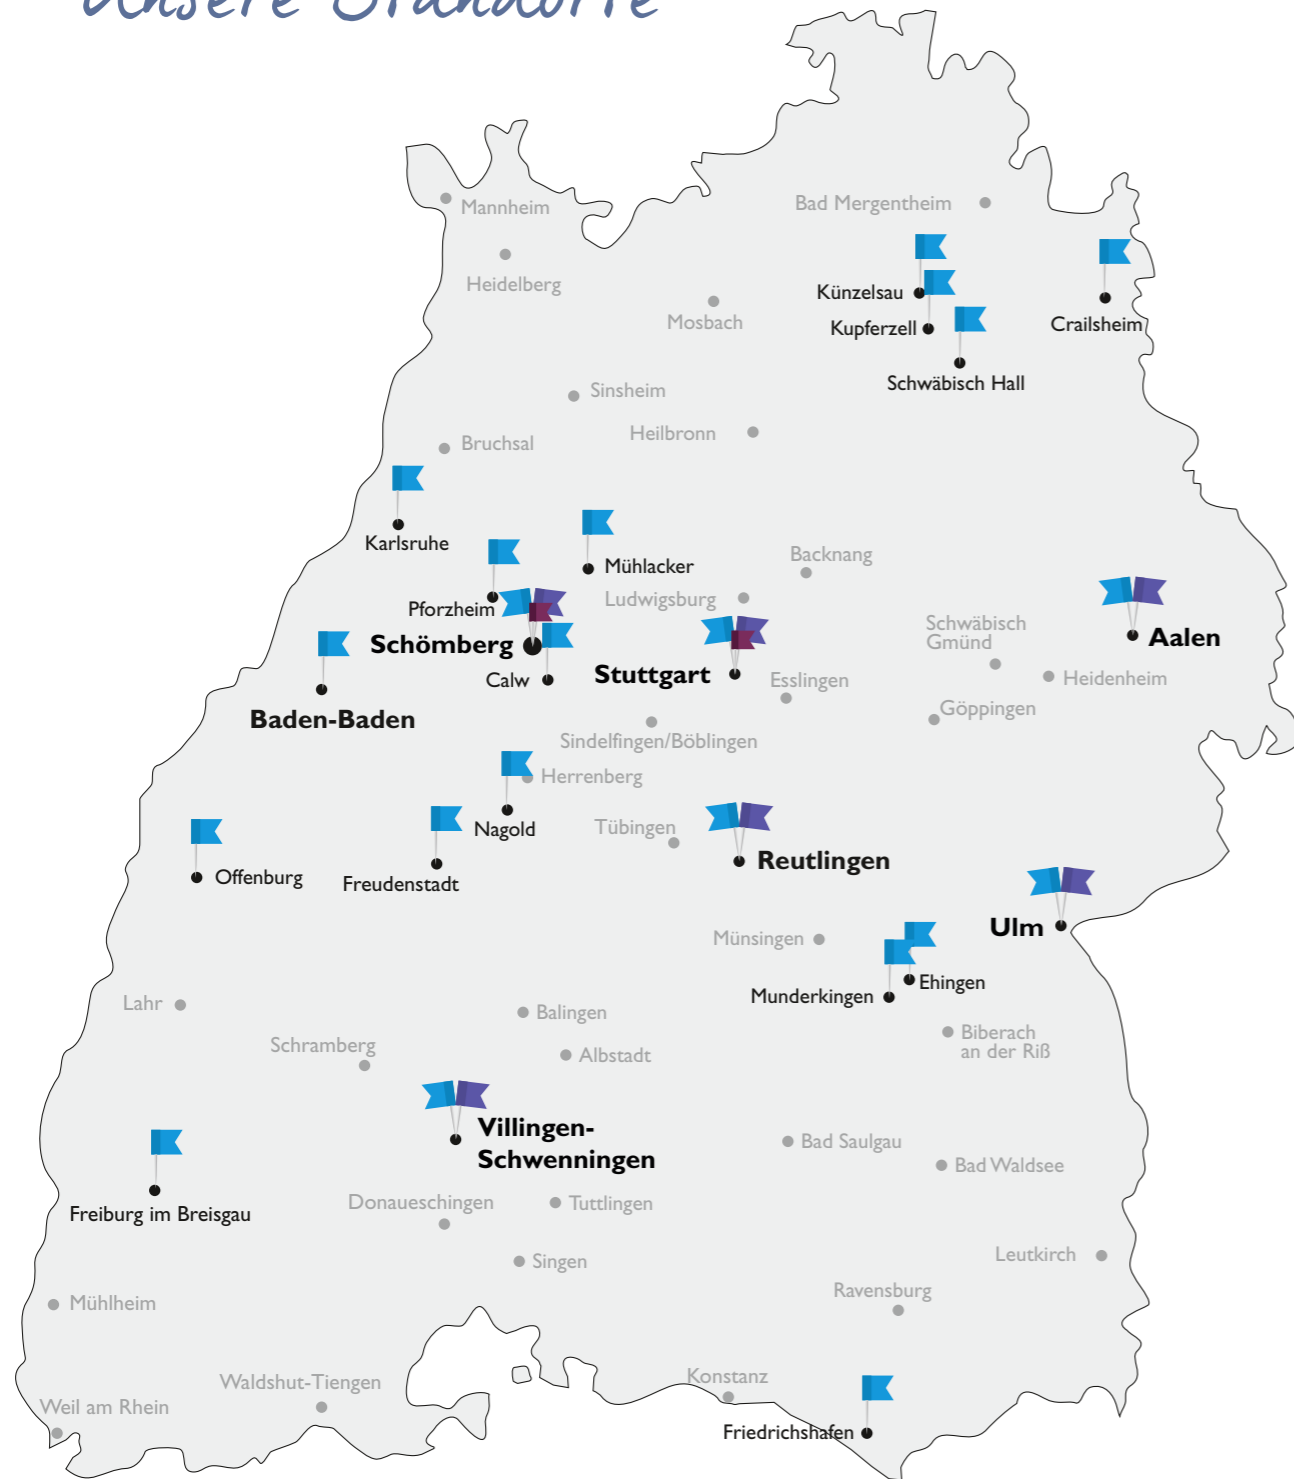 Unsere Standorte
Mannheim
Bad Mergentheim
Heidelberg
Künzelsau
Mosbach
Kupferzell
Crailsheim
Schwäbisch Hall
Sinsheim
Heilbronn
Bruchsal
Karlsruhe
Backnang
Mühlacker
Ludwigsburg
Pforzheim
Schwäbisch
Gmünd
Aalen
Schömberg
Stuttgart
Calw
Esslingen
Heidenheim
Göppingen
Baden-Baden
Sindelfingen/Böblingen
Herrenberg
Nagold
Tübingen
Reutlingen
Offenburg
Freudenstadt
Ulm
Münsingen
Ehingen
Munderkingen
Lahr
Balingen
Biberach
an der Riß
Schramberg
Albstadt
Villingen-
Schwenningen
Bad Saulgau
Bad Waldsee
Donaueschingen
Tuttlingen
Freiburg im Breisgau
Leutkirch
Singen
Ravensburg
Mühlheim
Konstanz
Waldshut-Tiengen
Weil am Rhein
Friedrichshafen